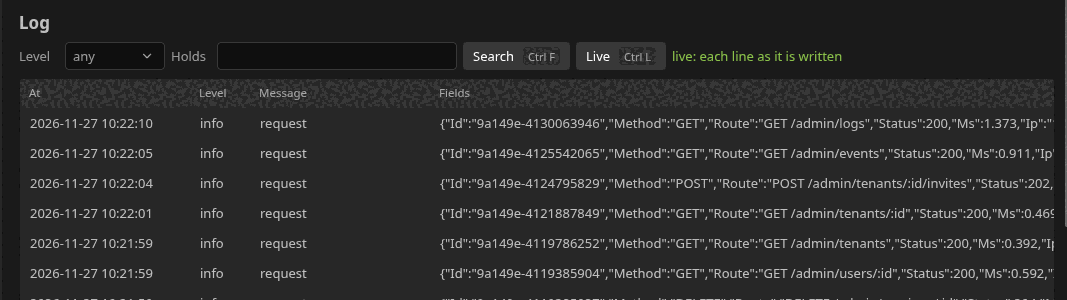 Log
Level any Holds Search Ctrl F Live Ctrl L live: each line as it is written
At Level Message Fields
2026-11-27 10:22:10 info request {"Id":"9a149e-4130063946","Method":"GET","Route":"GET /admin/logs","Status":200,"Ms":1.373,"Ip":"
2026-11-27 10:22:05 info request {"Id":"9a149e-4125542065","Method":"GET","Route":"GET /admin/events","Status":200,"Ms":0.911,"Ip
2026-11-27 10:22:04 info request {"Id":"9a149e-4124795829","Method":"POST","Route":"POST /admin/tenants/:id/invites","Status":202,
2026-11-27 10:22:01 info request {"Id":"9a149e-4121887849","Method":"GET","Route":"GET /admin/tenants/:id","Status":200,"Ms":0.469
2026-11-27 10:21:59 info request {"Id":"9a149e-4119786252","Method":"GET","Route":"GET /admin/tenants","Status":200,"Ms":0.392,"Ip
2026-11-27 10:21:59 info request {"Id":"9a149e-4119385904","Method":"GET","Route":"GET /admin/users/:id","Status":200,"Ms":0.592,"